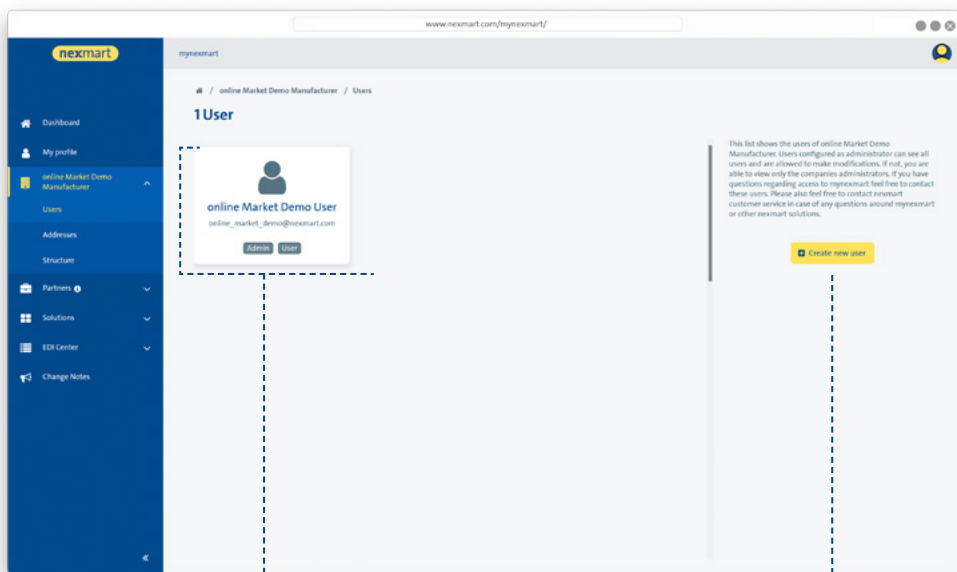 www.nexmart.com/mynexmart/
nexmart
mynexmart
online Market Demo Manufacturer / Users
1 User
Dashboard
My profile
online Market Demo
Manufacturer
Users
Addresses
Structure
Partners
Solutions
EDI Center
Change Notes
online Market Demo User
online_market_demo@nexmart.com
Admin User
This list shows the users of online Market Demo
Manufacturer. Users configured as administrator can see all
users and are allowed to make modifications. If not, you are
able to view only the companies administrators. If you have
questions regarding access to mynexmart feel free to contact
these users. Please also feel free to contact nexmart
customer service in case of any questions around mynexmart
or other nexmart solutions.
Create new user